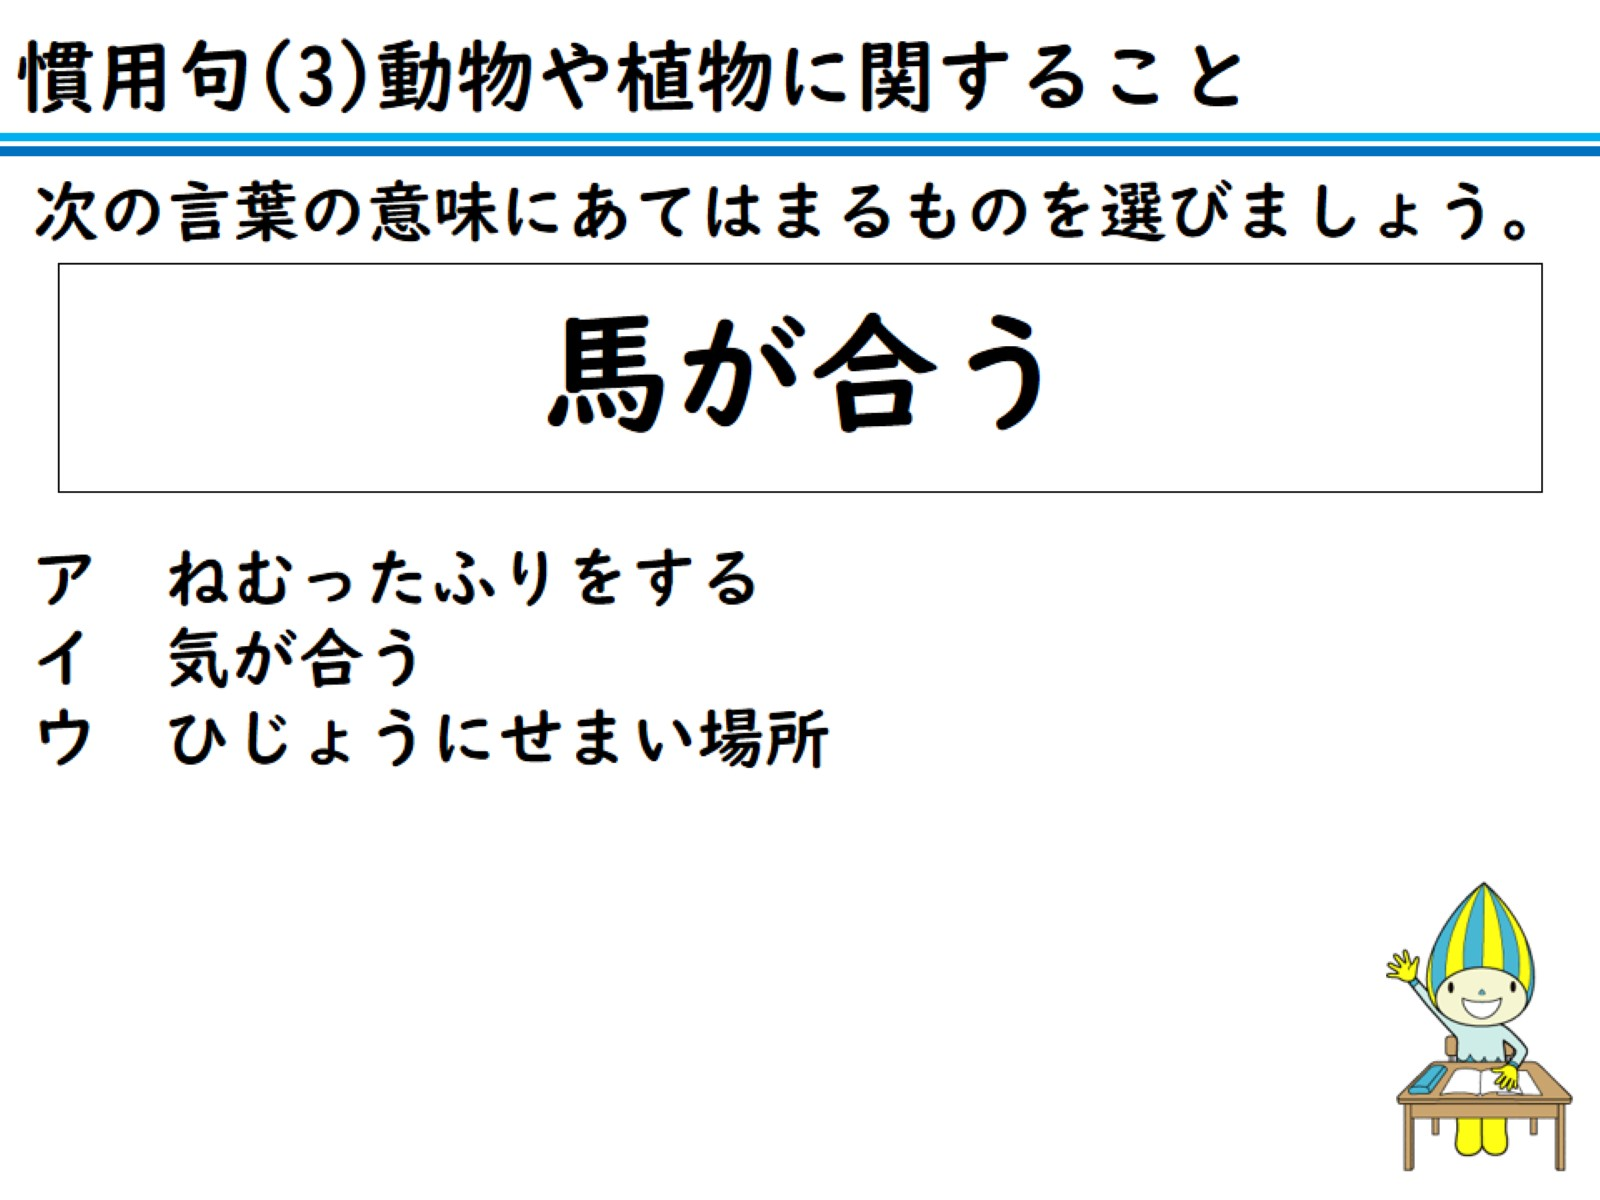 慣用句(3)動物や植物に関すること
次の言葉の意味にあてはまるものを選びましょう。
馬が合う
ア　ねむったふりをする
イ　気が合う
ウ　ひじょうにせまい場所